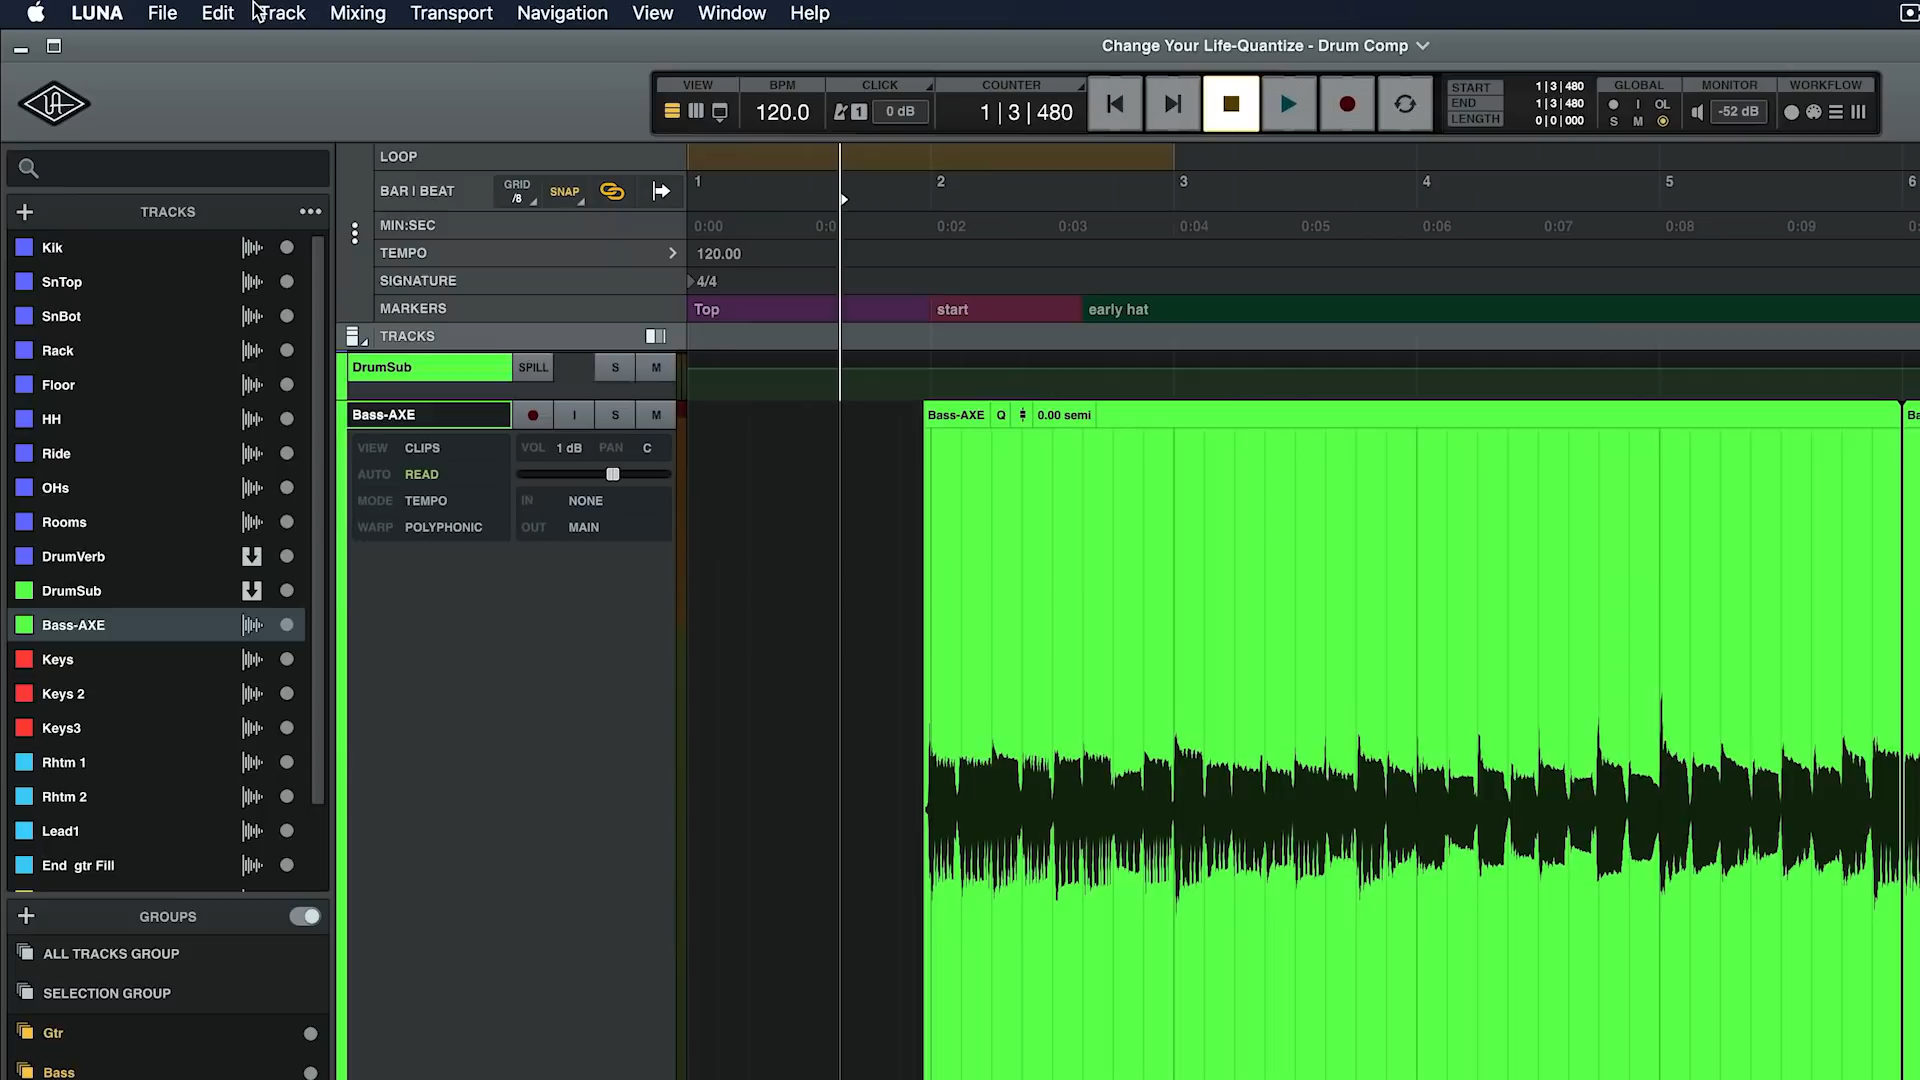 LUNA File Edit Track Mixing Transport Navigation View Window Help
Change Your Life-Quantize - Drum Comp
VIEW BPM CLICK COUNTER START 1|3|480 GLOBAL MONITOR WORKFLOW
120.0 1 0 dB 1|3|480 END 1|3|480 I OL -52 dB
LENGTH 0|0|000 S M
TRACKS
Kik
SnTop
SnBot
Rack
Floor
HH
Ride
OHs
Rooms
DrumVerb
DrumSub
Bass-AXE
Keys
Keys 2
Keys3
Rhtm 1
Rhtm 2
Lead1
End gtr Fill
GROUPS
ALL TRACKS GROUP
SELECTION GROUP
Gtr
Bass
LOOP
BAR | BEAT GRID /8 SNAP 1 2 3 4 5 6
MIN:SEC 0:00 0:0 0:02 0:03 0:04 0:05 0:06 0:07 0:08 0:09 0:
TEMPO 120.00
SIGNATURE 4/4
MARKERS Top start early hat
TRACKS
DrumSub SPILL S M
Bass-AXE I S M Bass-AXE Q 0.00 semi Ba
VIEW CLIPS VOL 1 dB PAN C
AUTO READ
MODE TEMPO IN NONE
WARP POLYPHONIC OUT MAIN